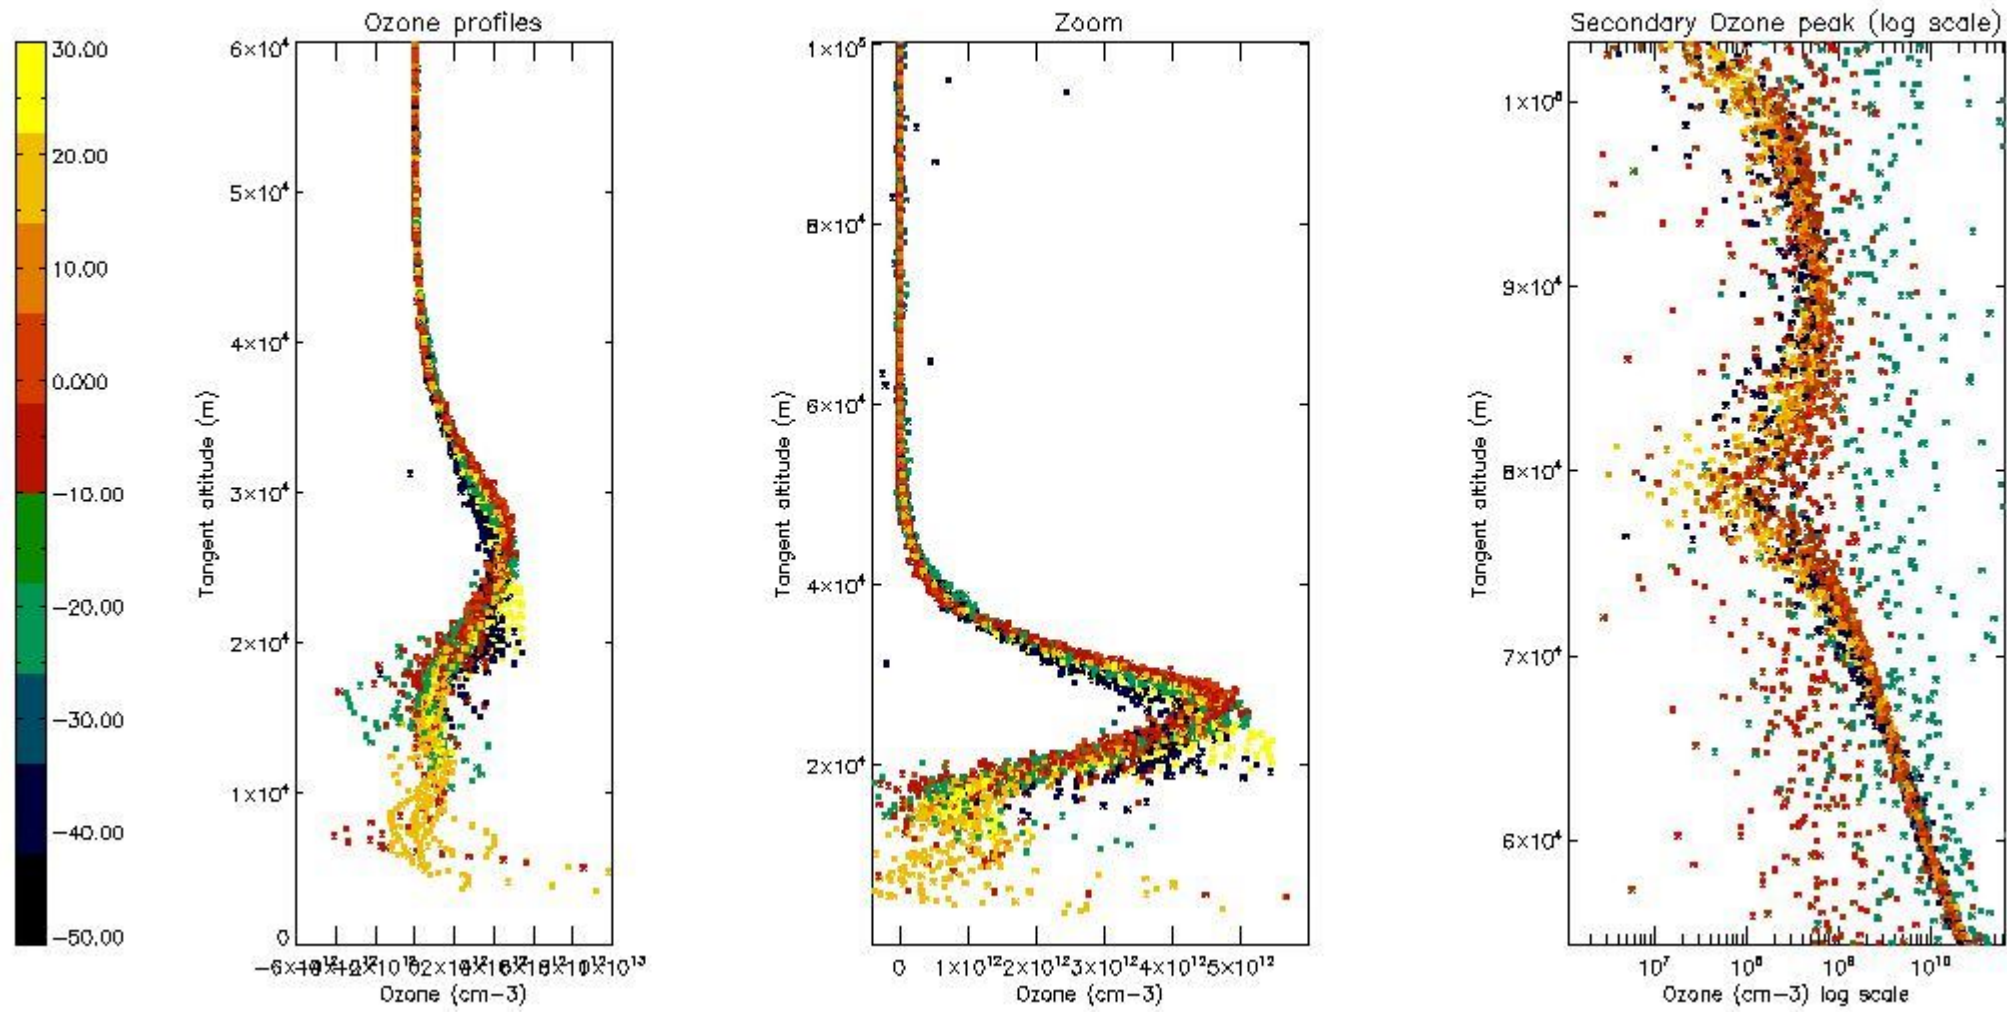 Ozone profiles
Zoom
Secondary Ozone peak (log scale)
30.00
20.00
10.00
0.000
−10.00
−20.00
−30.00
−40.00
−50.00
6×10⁴
5×10⁴
4×10⁴
3×10⁴
2×10⁴
1×10⁴
0
Tangent altitude (m)
Ozone (cm−3)
1×10⁵
8×10⁴
6×10⁴
4×10⁴
2×10⁴
Tangent altitude (m)
0 1×10¹² 2×10¹² 3×10¹² 4×10¹² 5×10¹²
Ozone (cm−3)
1×10⁵
9×10⁴
8×10⁴
7×10⁴
6×10⁴
Tangent altitude (m)
10⁷ 10⁸ 10⁹ 10¹⁰
Ozone (cm−3) log scale